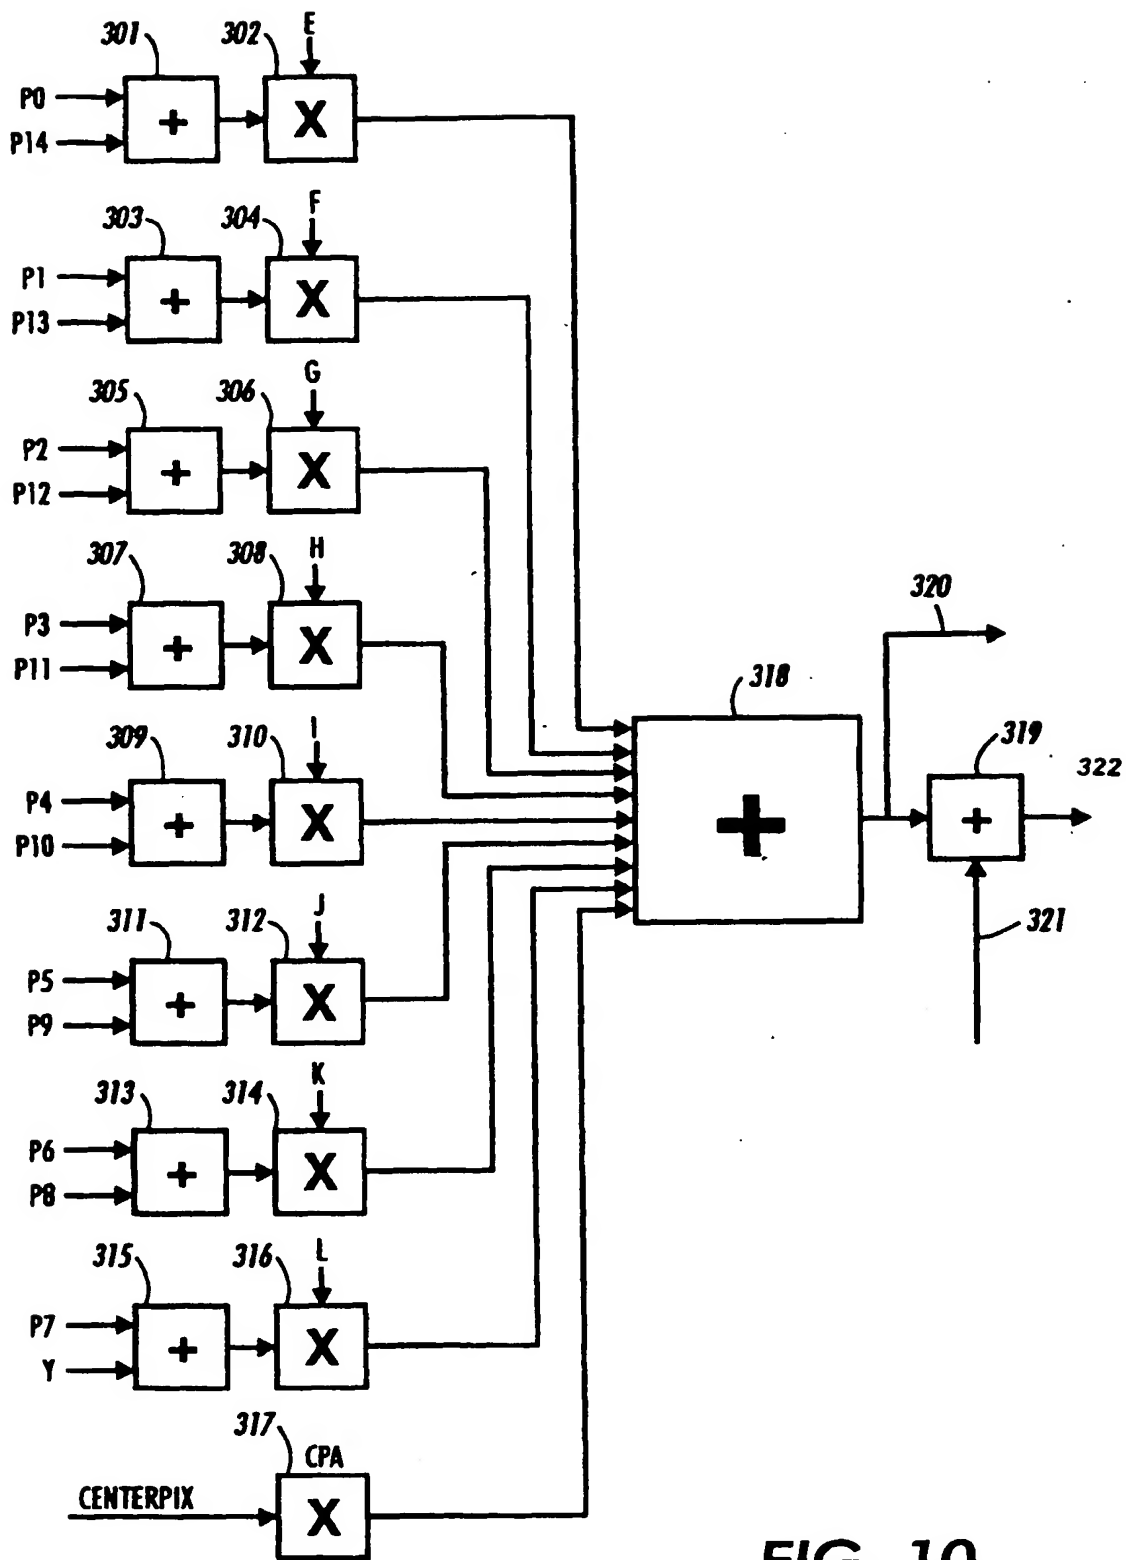 301 302 E
P0
+ X
P14
303 304 F
P1
+ X
P13
305 306 G
P2
+ X
P12
307 308 H
P3
+ X
P11
320
318
309 310 I
319
322
P4
+ X + +
P10
311 312 J
321
P5
+ X
P9
313 314 K
P6
+ X
P8
315 316 L
P7
+ X
Y
317 CPA
CENTERPIX
X
FIG. 10